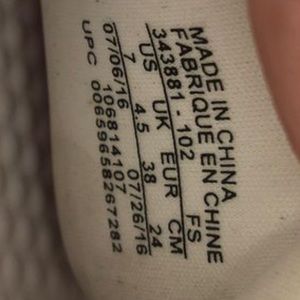 MADE IN CHINA
FABRIQUE EN CHINE
343881 - 102 FS
US UK EUR CM
7 4.5 38 24
07/06/16 07/26/16
106814107
UPC 00659658267282